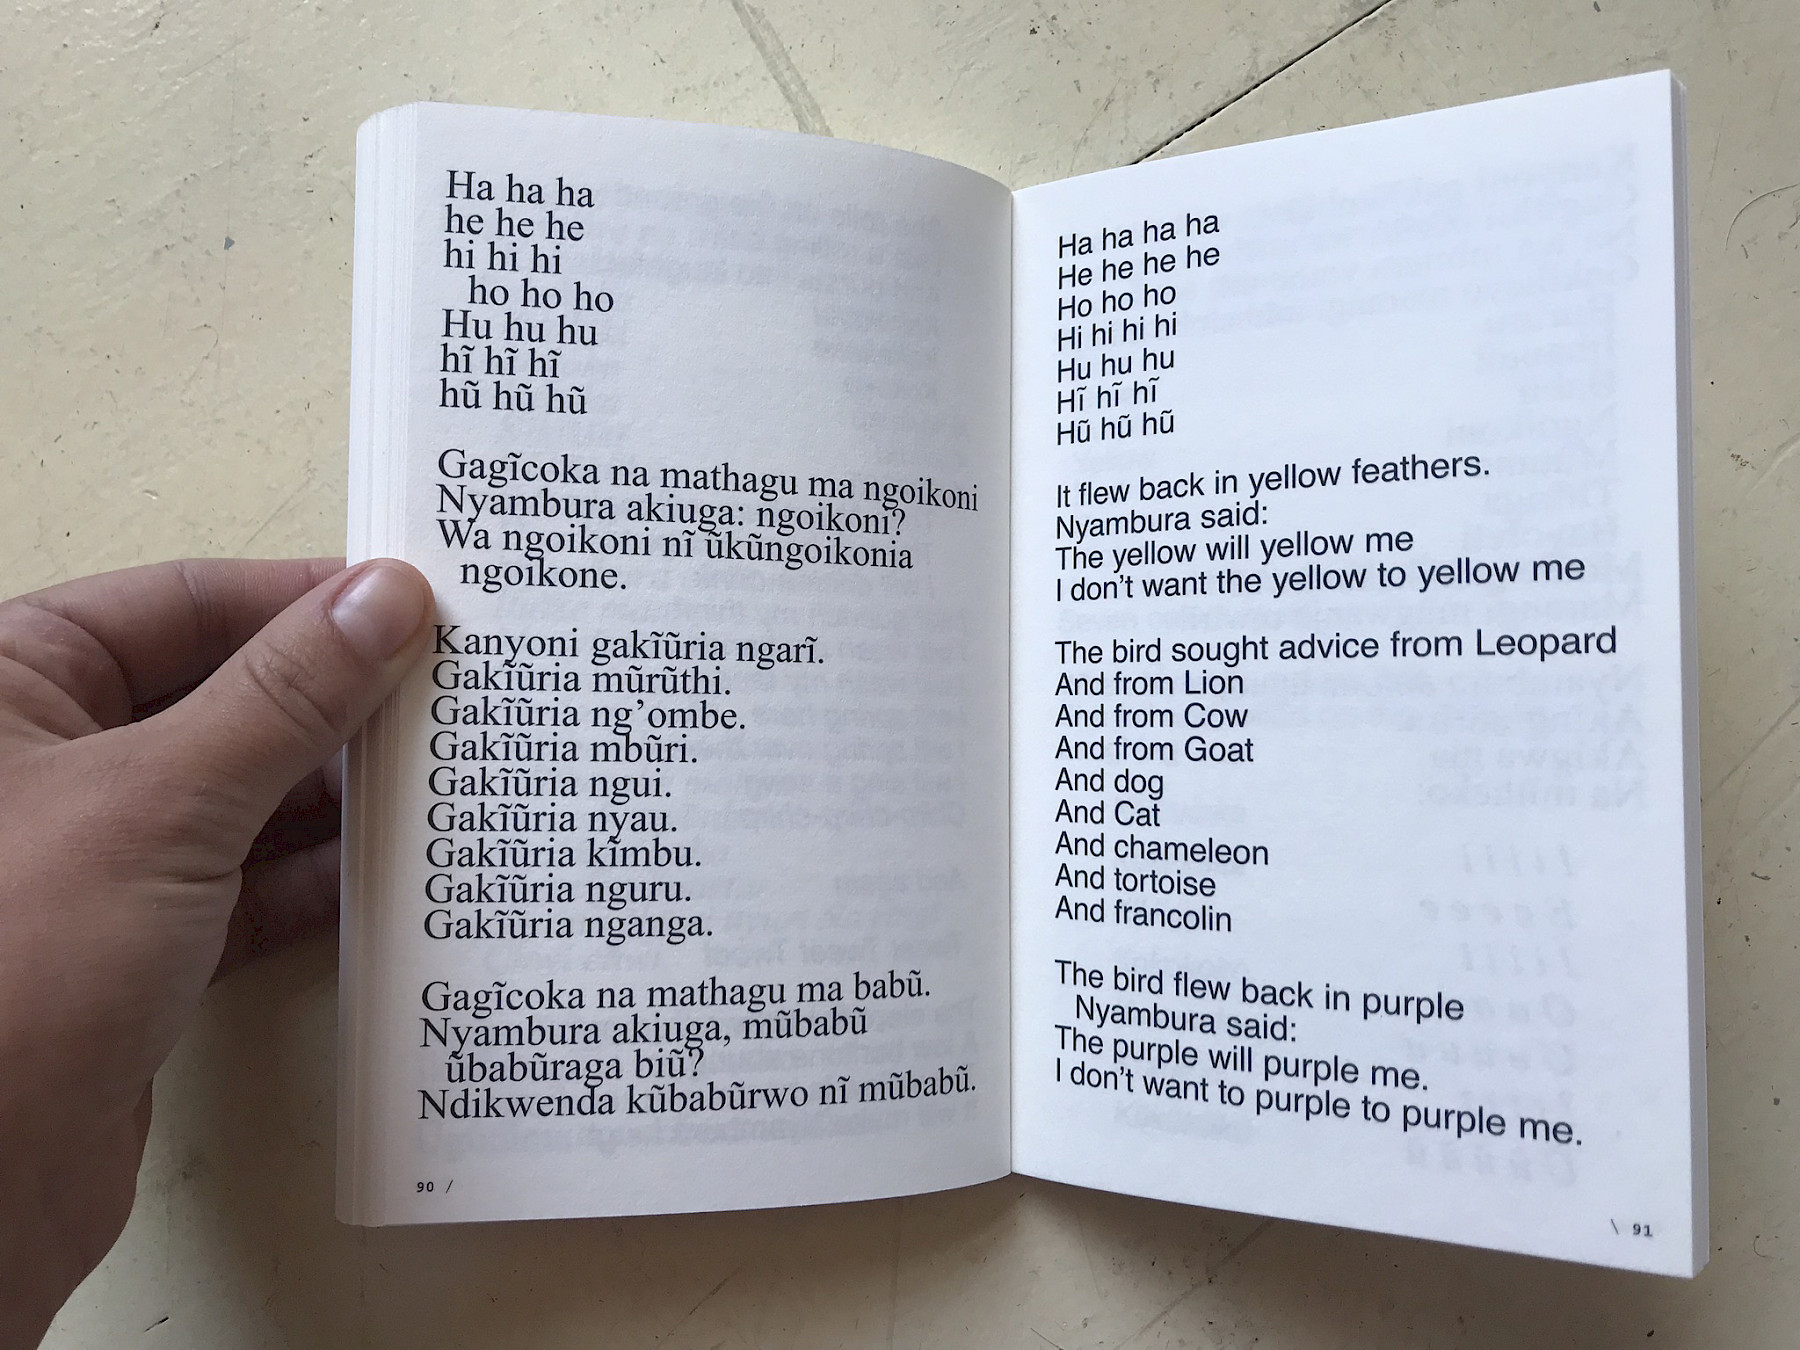 Ha ha ha
he he he
hi hi hi
ho ho ho
Hu hu hu
hĩ hĩ hĩ
hũ hũ hũ
Gagĩcoka na mathagu ma ngoikoni
Nyambura akiuga: ngoikoni?
Wa ngoikoni nĩ ũkũngoikonia
ngoikone.
Kanyoni gakĩũria ngarĩ.
Gakĩũria mũrũthi.
Gakĩũria ng’ombe.
Gakĩũria mbũri.
Gakĩũria ngui.
Gakĩũria nyau.
Gakĩũria kĩmbu.
Gakĩũria nguru.
Gakĩũria nganga.
Gagĩcoka na mathagu ma babũ.
Nyambura akiuga, mũbabũ
ũbabũraga biũ?
Ndikwenda kũbabũrwo nĩ mũbabũ.
90 /
Ha ha ha ha
He he he he
Ho ho ho
Hi hi hi hi
Hu hu hu
Hĩ hĩ hĩ
Hũ hũ hũ
It flew back in yellow feathers.
Nyambura said:
The yellow will yellow me
I don’t want the yellow to yellow me
The bird sought advice from Leopard
And from Lion
And from Cow
And from Goat
And dog
And Cat
And chameleon
And tortoise
And francolin
The bird flew back in purple
Nyambura said:
The purple will purple me.
I don’t want to purple to purple me.
\ 91